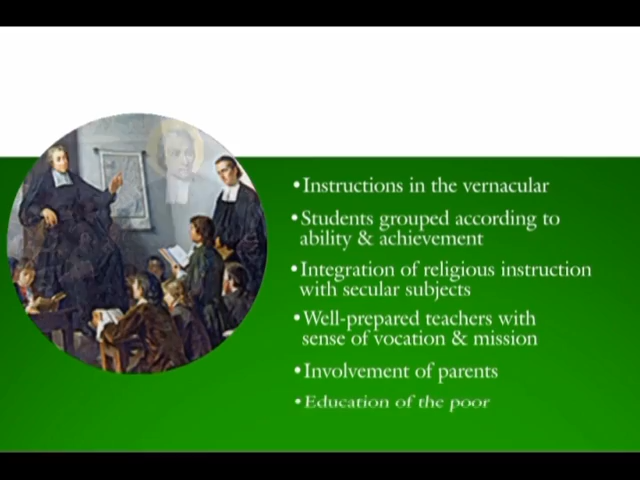 •Instructions in the vernacular
•Students grouped according to
ability & achievement
•Integration of religious instruction
with secular subjects
•Well-prepared teachers with
sense of vocation & mission
•Involvement of parents
•Education of the poor